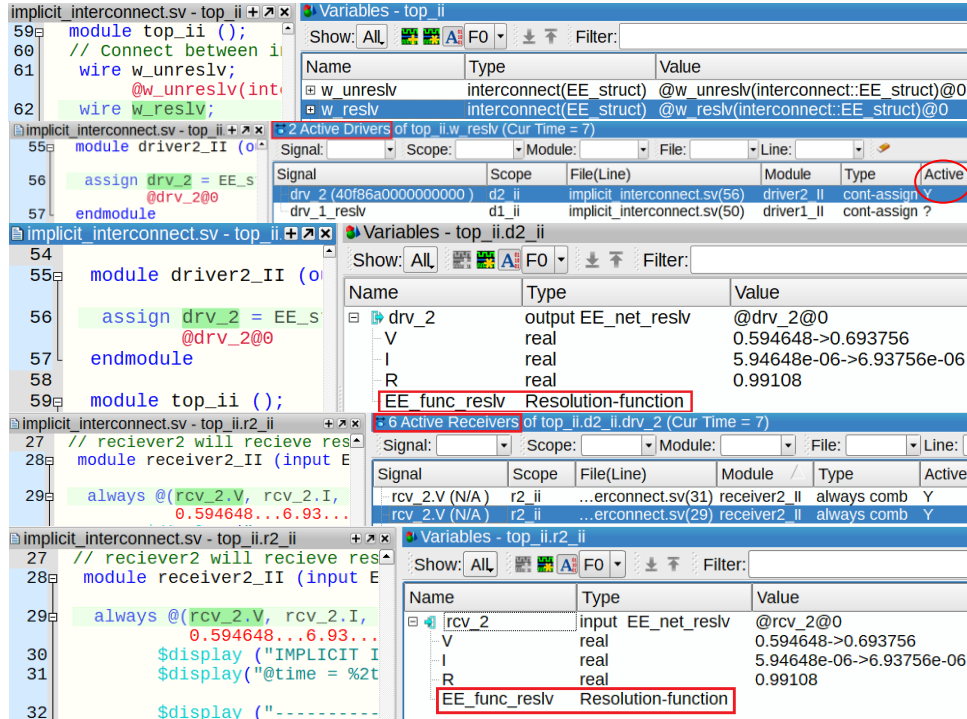 implicit_interconnect.sv - top_ii
59 module top_ii ();
60 // Connect between i
61 wire w_unreslv;
@w_unreslv(int
62 wire w_reslv;
Variables - top_ii
Show: All F0 Filter:
Name Type Value
w_unreslv interconnect(EE_struct) @w_unreslv(interconnect::EE_struct)@0
w_reslv interconnect(EE_struct) @w_reslv(interconnect::EE_struct)@0
implicit_interconnect.sv - top_ii
55 module driver2_II (o
56 assign drv_2 = EE_s
@drv_2@0
57 endmodule
2 Active Drivers of top_ii.w_reslv (Cur Time = 7)
Signal: Scope: Module: File: Line:
Signal Scope File(Line) Module Type Active
drv_2 (40f86a0000000000 ) d2_ii implicit_interconnect.sv(56) driver2_II cont-assign Y
drv_1_reslv d1_ii implicit_interconnect.sv(50) driver1_II cont-assign ?
implicit_interconnect.sv - top_ii
54
55 module driver2_II (o
56 assign drv_2 = EE_s
@drv_2@0
57 endmodule
58
59 module top_ii ();
Variables - top_ii.d2_ii
Show: All F0 Filter:
Name Type Value
drv_2 output EE_net_reslv @drv_2@0
V real 0.594648->0.693756
I real 5.94648e-06->6.93756e-06
R real 0.99108
EE_func_reslv Resolution-function
implicit_interconnect.sv - top_ii.r2_ii
27 // reciever2 will recieve res
28 module receiver2_II (input E
29 always @(rcv_2.V, rcv_2.I,
0.594648...6.93...
6 Active Receivers of top_ii.d2_ii.drv_2 (Cur Time = 7)
Signal: Scope: Module: File: Line:
Signal Scope File(Line) Module Type Active
rcv_2.V (N/A ) r2_ii ...erconnect.sv(31) receiver2_II always comb Y
rcv_2.V (N/A ) r2_ii ...erconnect.sv(29) receiver2_II always comb Y
implicit_interconnect.sv - top_ii.r2_ii
27 // reciever2 will recieve res
28 module receiver2_II (input E
29 always @(rcv_2.V, rcv_2.I,
0.594648...6.93...
30 $display ("IMPLICIT I
31 $display("@time = %2t
32 $display ("----------
Variables - top_ii.r2_ii
Show: All F0 Filter:
Name Type Value
rcv_2 input EE_net_reslv @rcv_2@0
V real 0.594648->0.693756
I real 5.94648e-06->6.93756e-06
R real 0.99108
EE_func_reslv Resolution-function